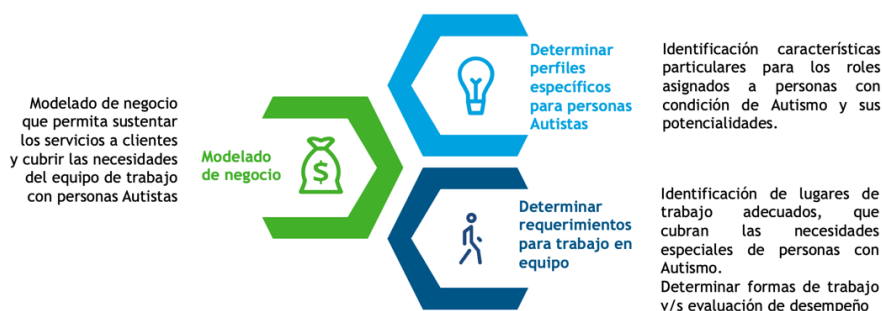 Modelado de negocio
que permita sustentar
los servicios a clientes
y cubrir las necesidades
del equipo de trabajo
con personas Autistas
Modelado
de negocio
$
Determinar
perfiles
específicos
para personas
Autistas
Identificación características
particulares para los roles
asignados a personas con
condición de Autismo y sus
potencialidades.
Determinar
requerimientos
para trabajo en
equipo
Identificación de lugares de
trabajo adecuados, que
cubran las necesidades
especiales de personas con
Autismo.
Determinar formas de trabajo
v/s evaluación de desempeño